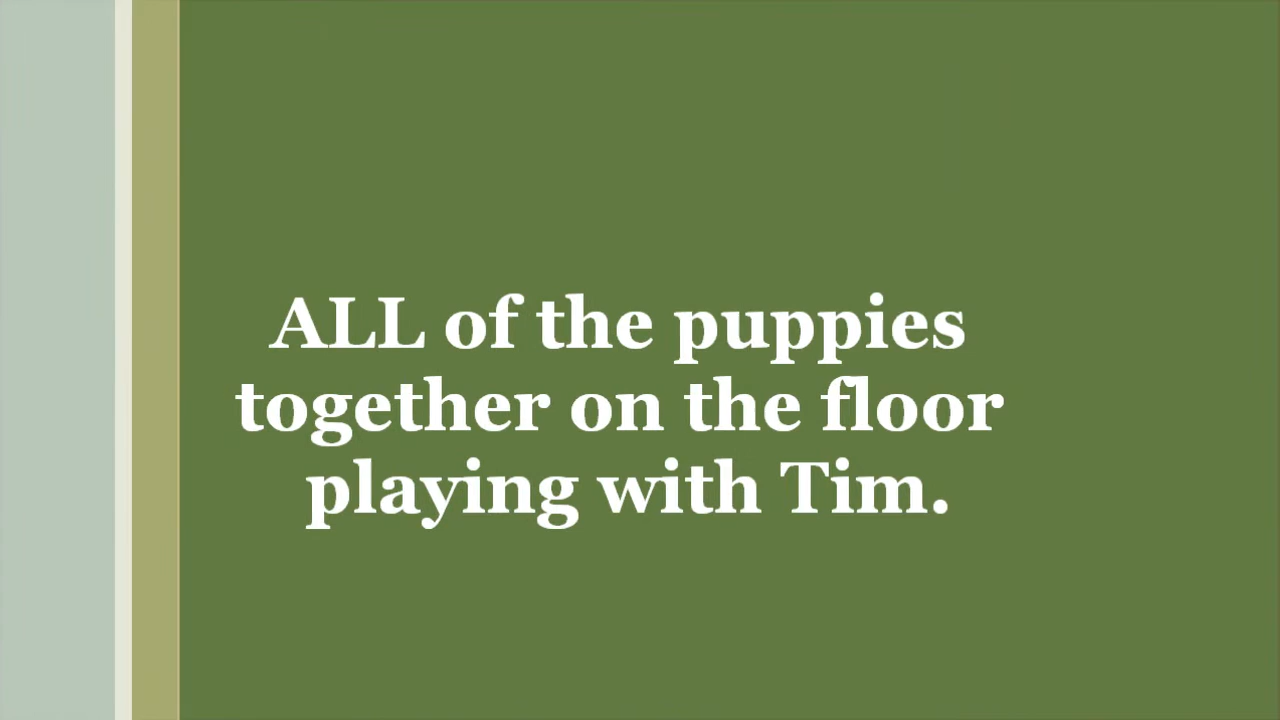 ALL of the puppies
together on the floor
playing with Tim.